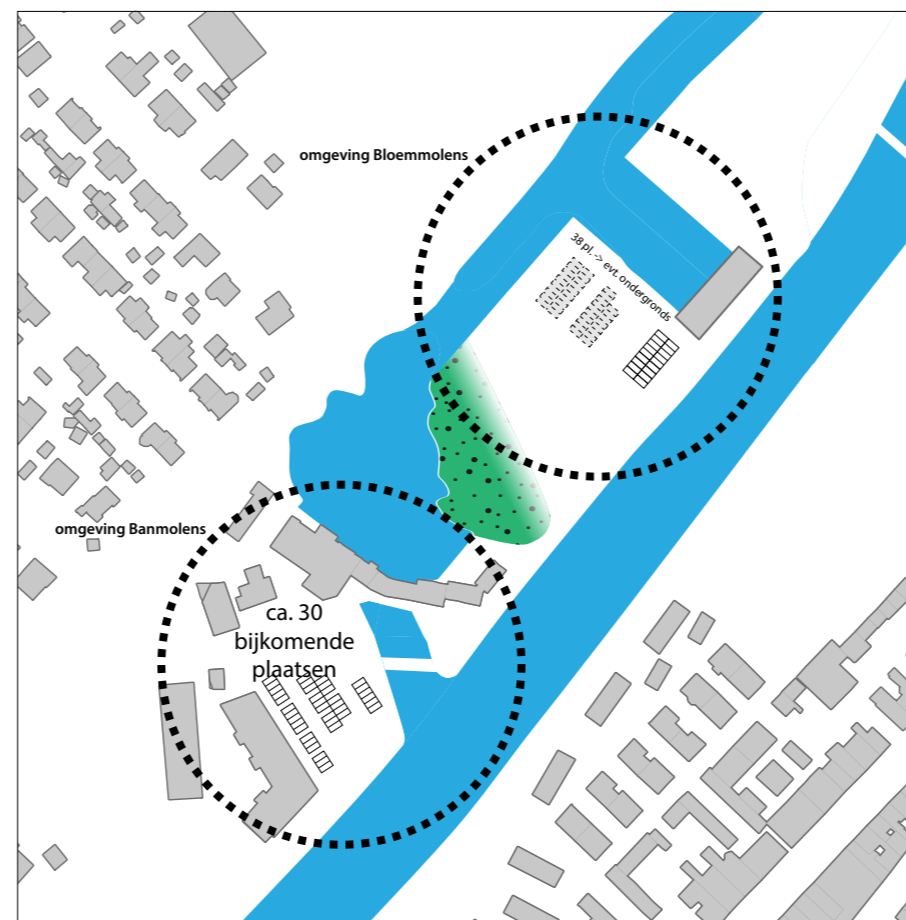 omgeving Bloemmolens
38 pl. -> evt. ondergronds
omgeving Banmolens
ca. 30
bijkomende
plaatsen